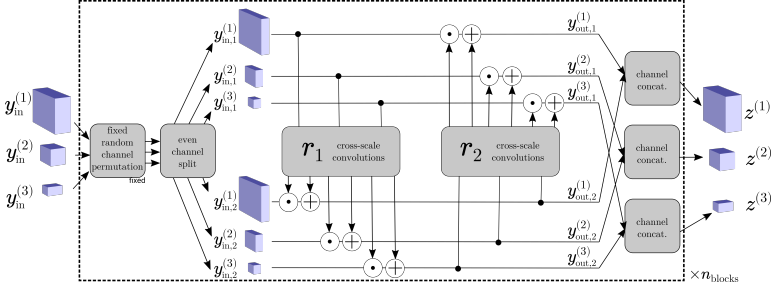 y_in^(1)
y_in^(2)
y_in^(3)
fixed
random
channel
permutation
fixed
even
channel
split
y_in,1^(1)
y_in,1^(2)
y_in,1^(3)
y_in,2^(1)
y_in,2^(2)
y_in,2^(3)
r_1 cross-scale
convolutions
r_2 cross-scale
convolutions
y_out,1^(1)
y_out,1^(2)
y_out,1^(3)
y_out,2^(1)
y_out,2^(2)
y_out,2^(3)
channel
concat.
channel
concat.
channel
concat.
z^(1)
z^(2)
z^(3)
×n_blocks